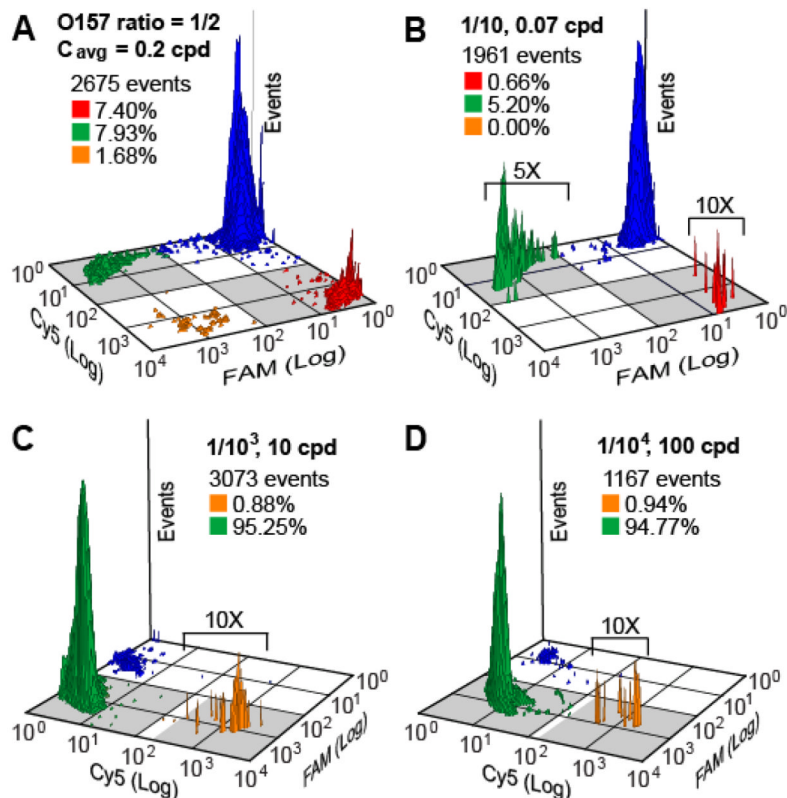 A
O157 ratio = 1/2
C avg = 0.2 cpd
2675 events
7.40%
7.93%
1.68%
Events
10⁰
10¹
10²
10³
10⁴
10³
10²
10¹
10⁰
Cy5 (Log)
FAM (Log)
B
1/10, 0.07 cpd
1961 events
0.66%
5.20%
0.00%
Events
5X
10X
10⁰
10¹
10²
10³
10⁴
10³
10²
10¹
10⁰
Cy5 (Log)
FAM (Log)
C
1/10³, 10 cpd
3073 events
0.88%
95.25%
Events
10X
10⁰
10¹
10²
10³
10⁴
10³
10²
10¹
10⁰
Cy5 (Log)
FAM (Log)
D
1/10⁴, 100 cpd
1167 events
0.94%
94.77%
Events
10X
10⁰
10¹
10²
10³
10⁴
10³
10²
10¹
10⁰
Cy5 (Log)
FAM (Log)